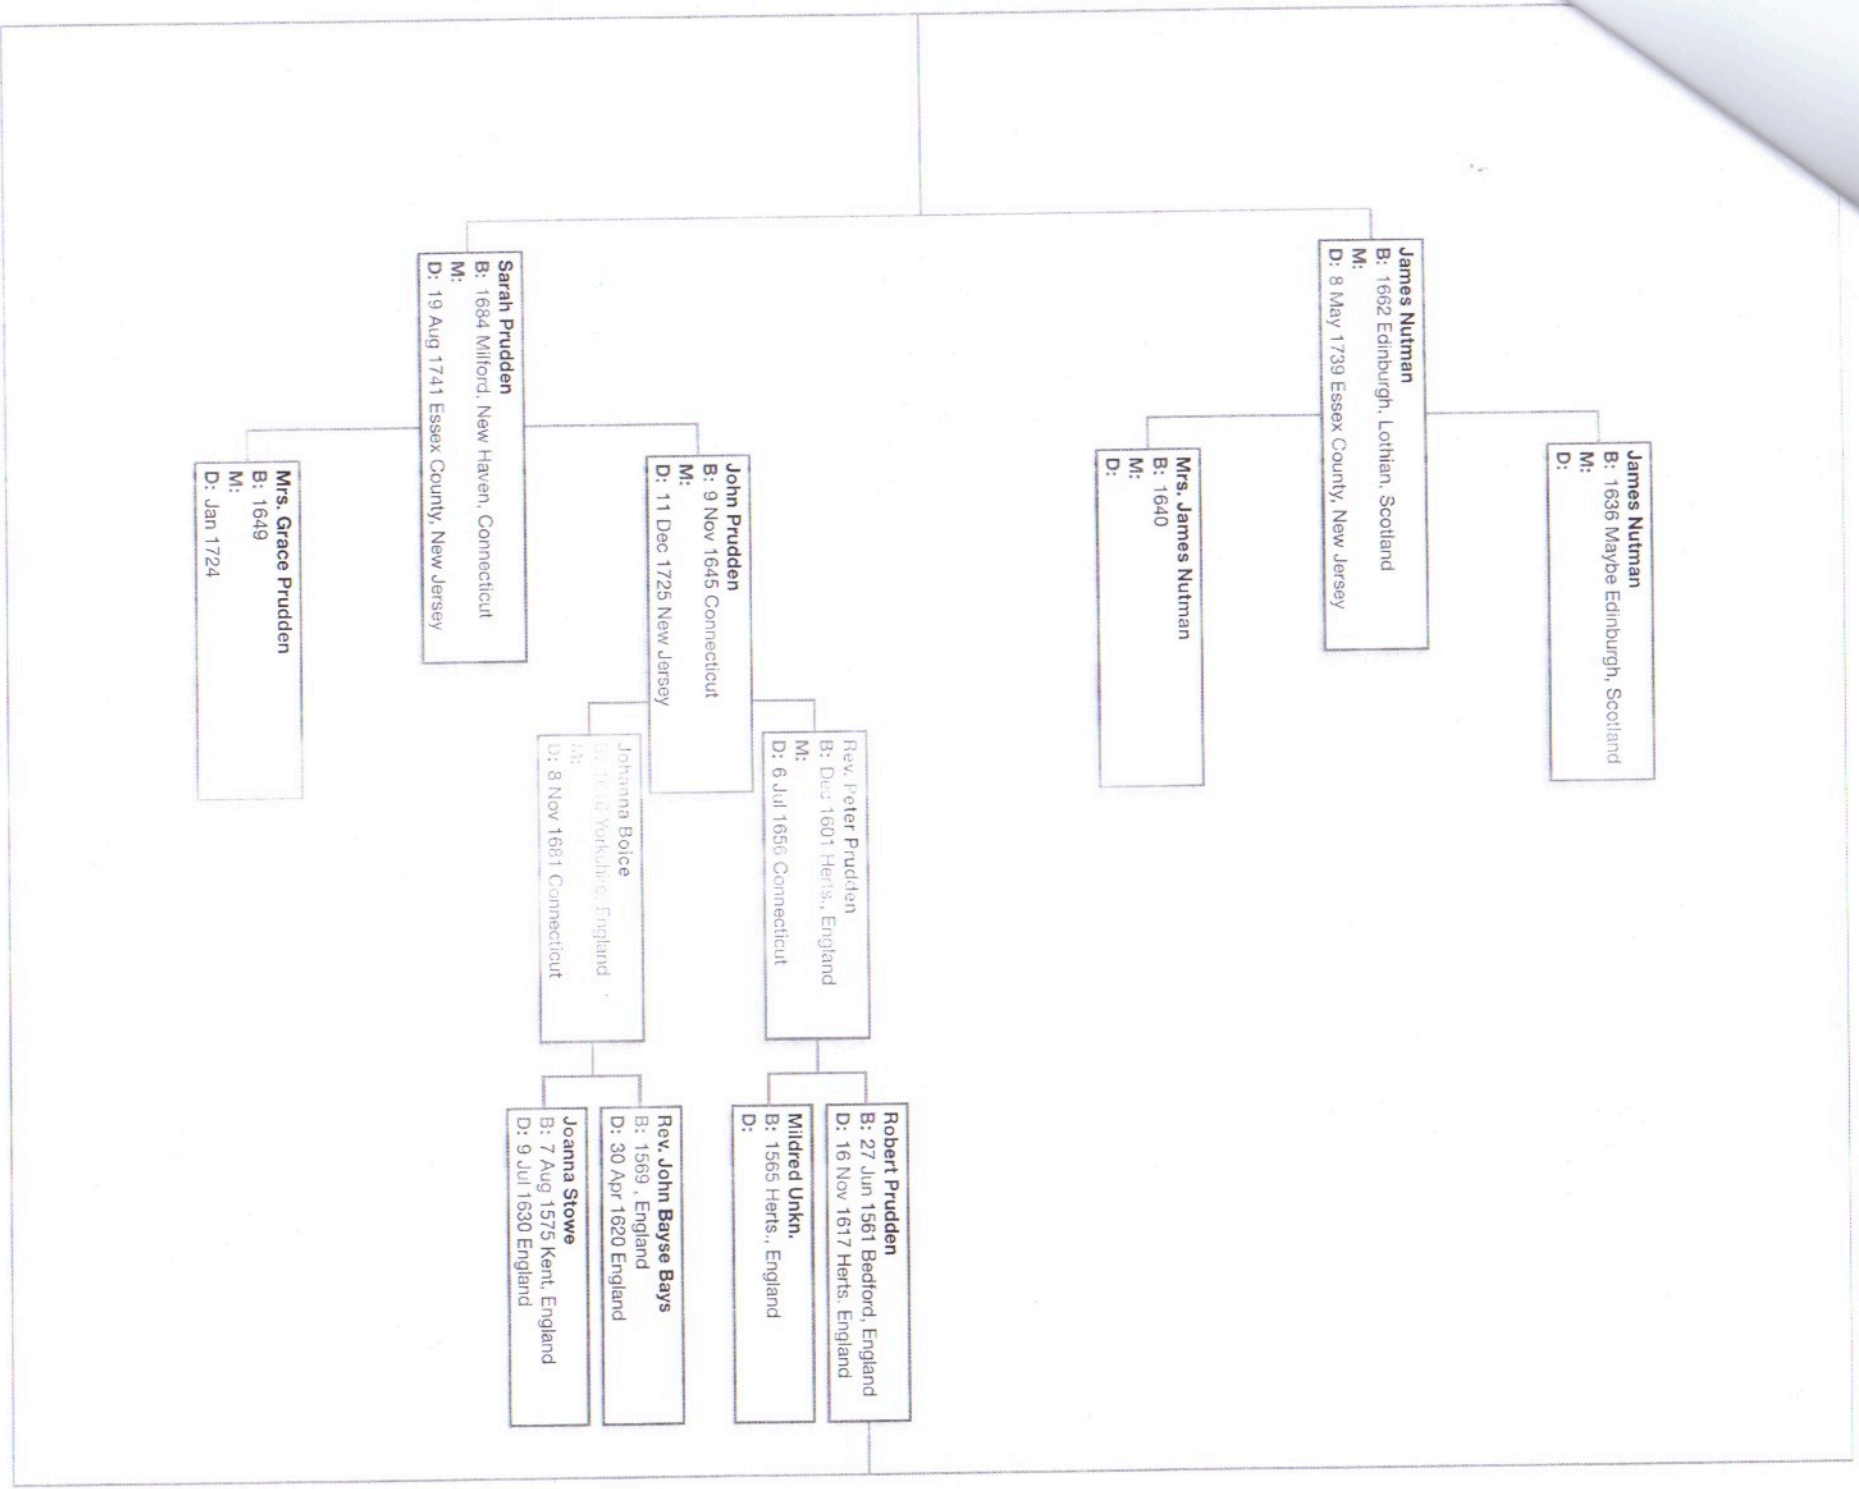 James Nutman
B: 1636 Maybe Edinburgh, Scotland
M:
D:
James Nutman
B: 1662 Edinburgh, Lothian, Scotland
M:
D: 8 May 1739 Essex County, New Jersey
Mrs. James Nutman
B: 1640
M:
D:
Robert Prudden
B: 27 Jun 1561 Bedford, England
D: 16 Nov 1617 Herts. England
Rev. Peter Prudden
B: Dec 1601 Herts., England
M:
D: 6 Jul 1656 Connecticut
Mildred Unkn.
B: 1565 Herts., England
D:
John Prudden
B: 9 Nov 1645 Connecticut
M:
D: 11 Dec 1725 New Jersey
Rev. John Bayse Bays
B: 1569 , England
D: 30 Apr 1620 England
Johanna Boice
B: Yorkshire, England
M:
D: 8 Nov 1681 Connecticut
Joanna Stowe
B: 7 Aug 1575 Kent, England
D: 9 Jul 1630 England
Sarah Prudden
B: 1684 Milford, New Haven, Connecticut
M:
D: 19 Aug 1741 Essex County, New Jersey
Mrs. Grace Prudden
B: 1649
M:
D: Jan 1724